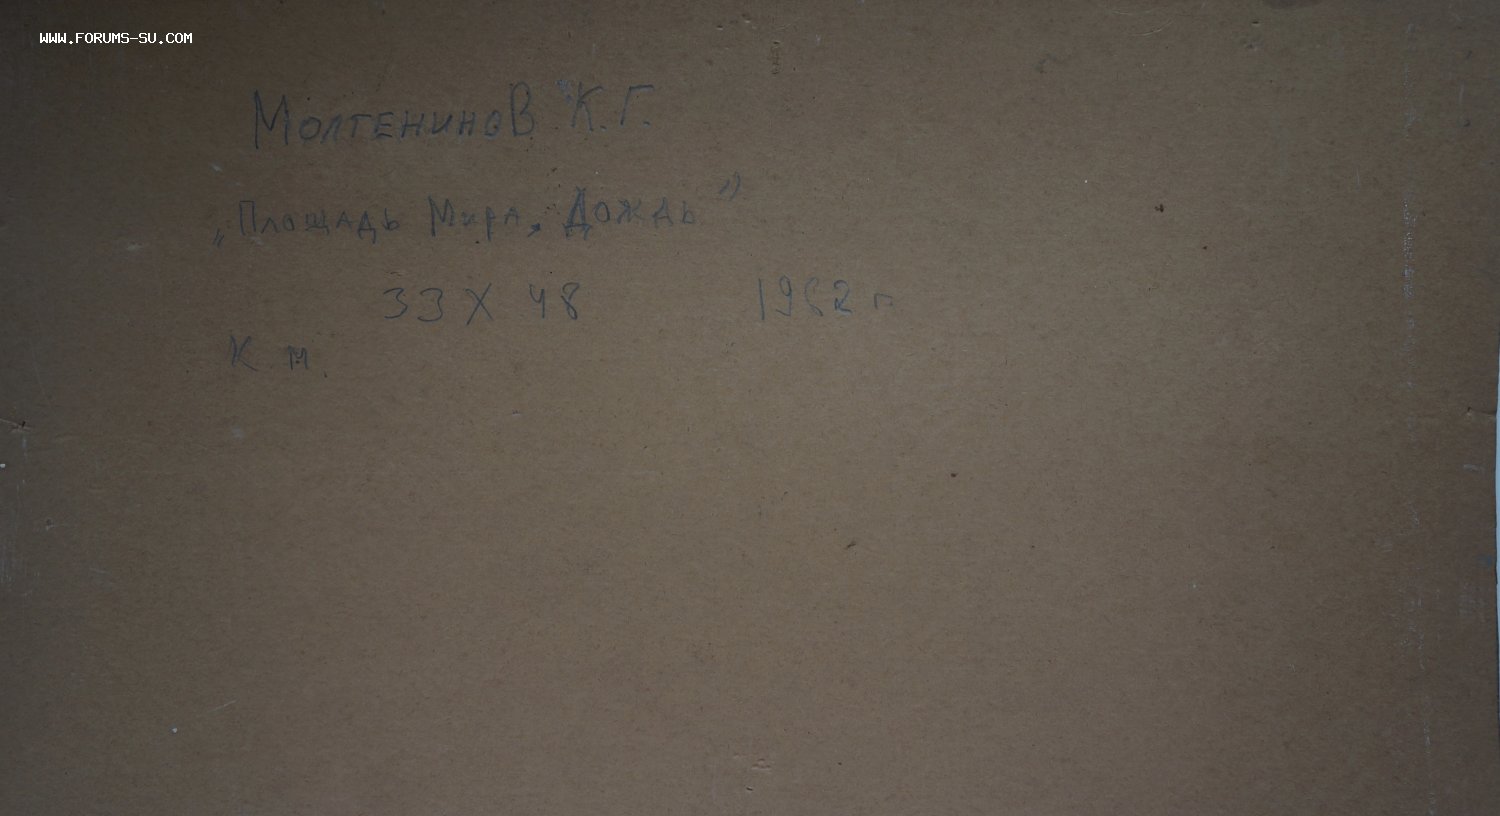 WWW.FORUMS-SU.COM
МОЛТЕНИНОВ К.Г.
„ПЛОЩАДЬ МИРА, ДОЖДЬ”
33 X 48 1962 г
К. м.